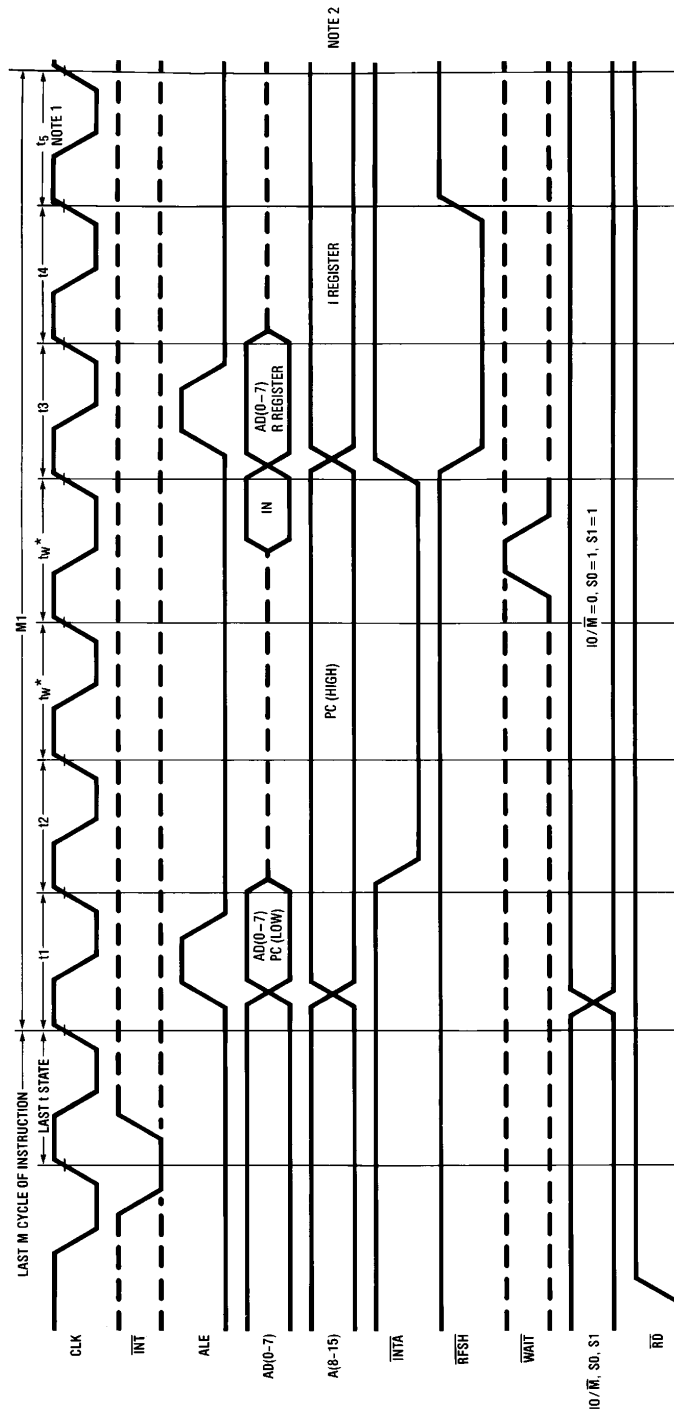 LAST M CYCLE OF INSTRUCTION
M1
LAST t STATE
t1
t2
tw*
tw*
t3
t4
t5
NOTE 1
CLK
INT
ALE
AD(0–7)
AD(0–7)
PC (LOW)
IN
AD(0–7)
R REGISTER
A(8–15)
PC (HIGH)
I REGISTER
INTA
RFSH
NOTE 2
WAIT
IO/M, S0, S1
IO/M = 0, S0 = 1, S1 = 1
RD